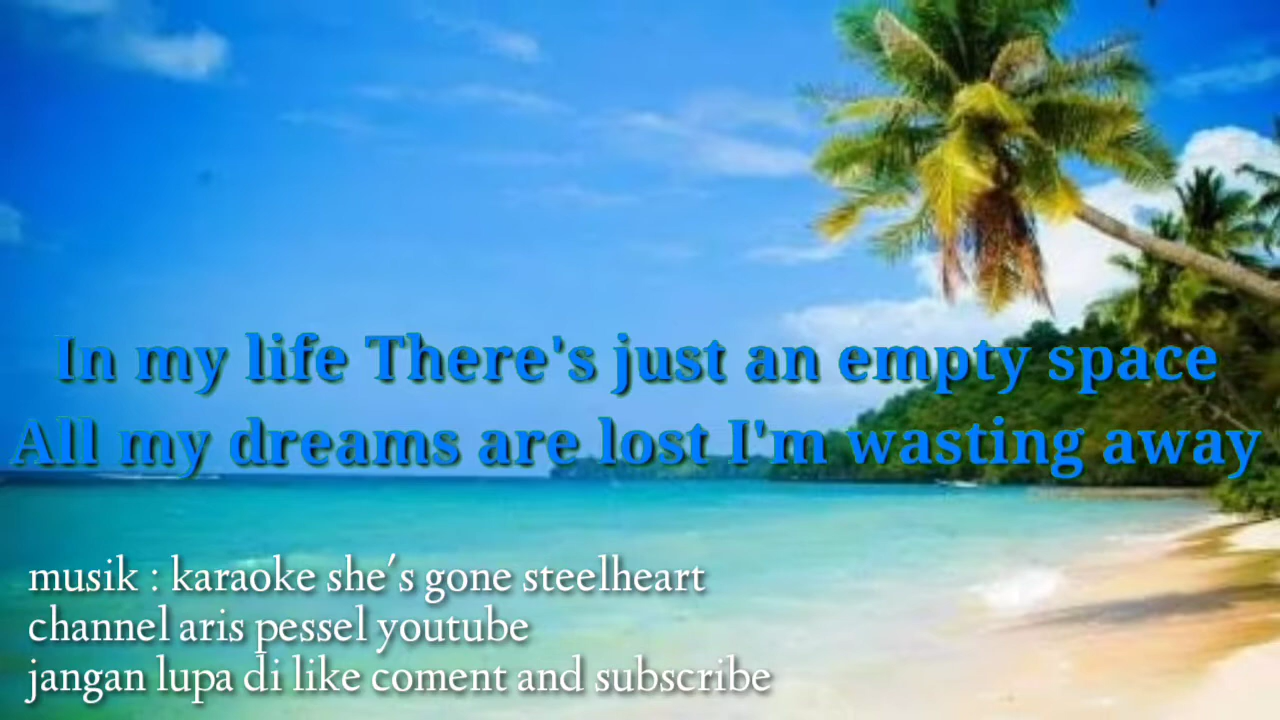 In my life There's just an empty space
All my dreams are lost I'm wasting away
musik : karaoke she's gone steelheart
channel aris pessel youtube
jangan lupa di like coment and subscribe